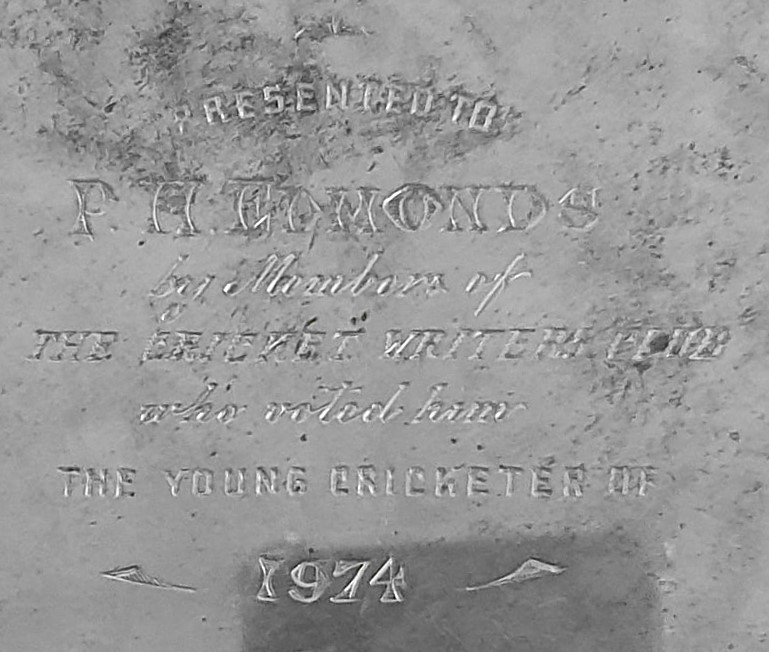 PRESENTED TO
P. H. EDMONDS
by Members of
THE CRICKET WRITERS CLUB
who voted him
THE YOUNG CRICKETER OF
1974